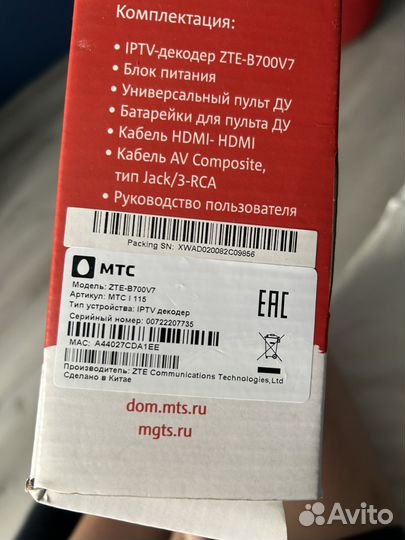 Комплектация:
• IPTV-декодер ZTE-B700V7
• Блок питания
• Универсальный пульт ДУ
• Батарейки для пульта ДУ
• Кабель HDMI- HDMI
• Кабель AV Composite,
тип Jack/3-RCA
• Руководство пользователя
Packing SN: XWAD020082C09856
МТС
Модель: ZTE-B700V7
Артикул: МТС I 115
Тип устройства: IPTV декодер
Серийный номер: 00722207735
MAC: A44027CDA1EE
Производитель: ZTE Communications Technologies,Ltd
Сделано в Китае
EAC
dom.mts.ru
mgts.ru
Avito